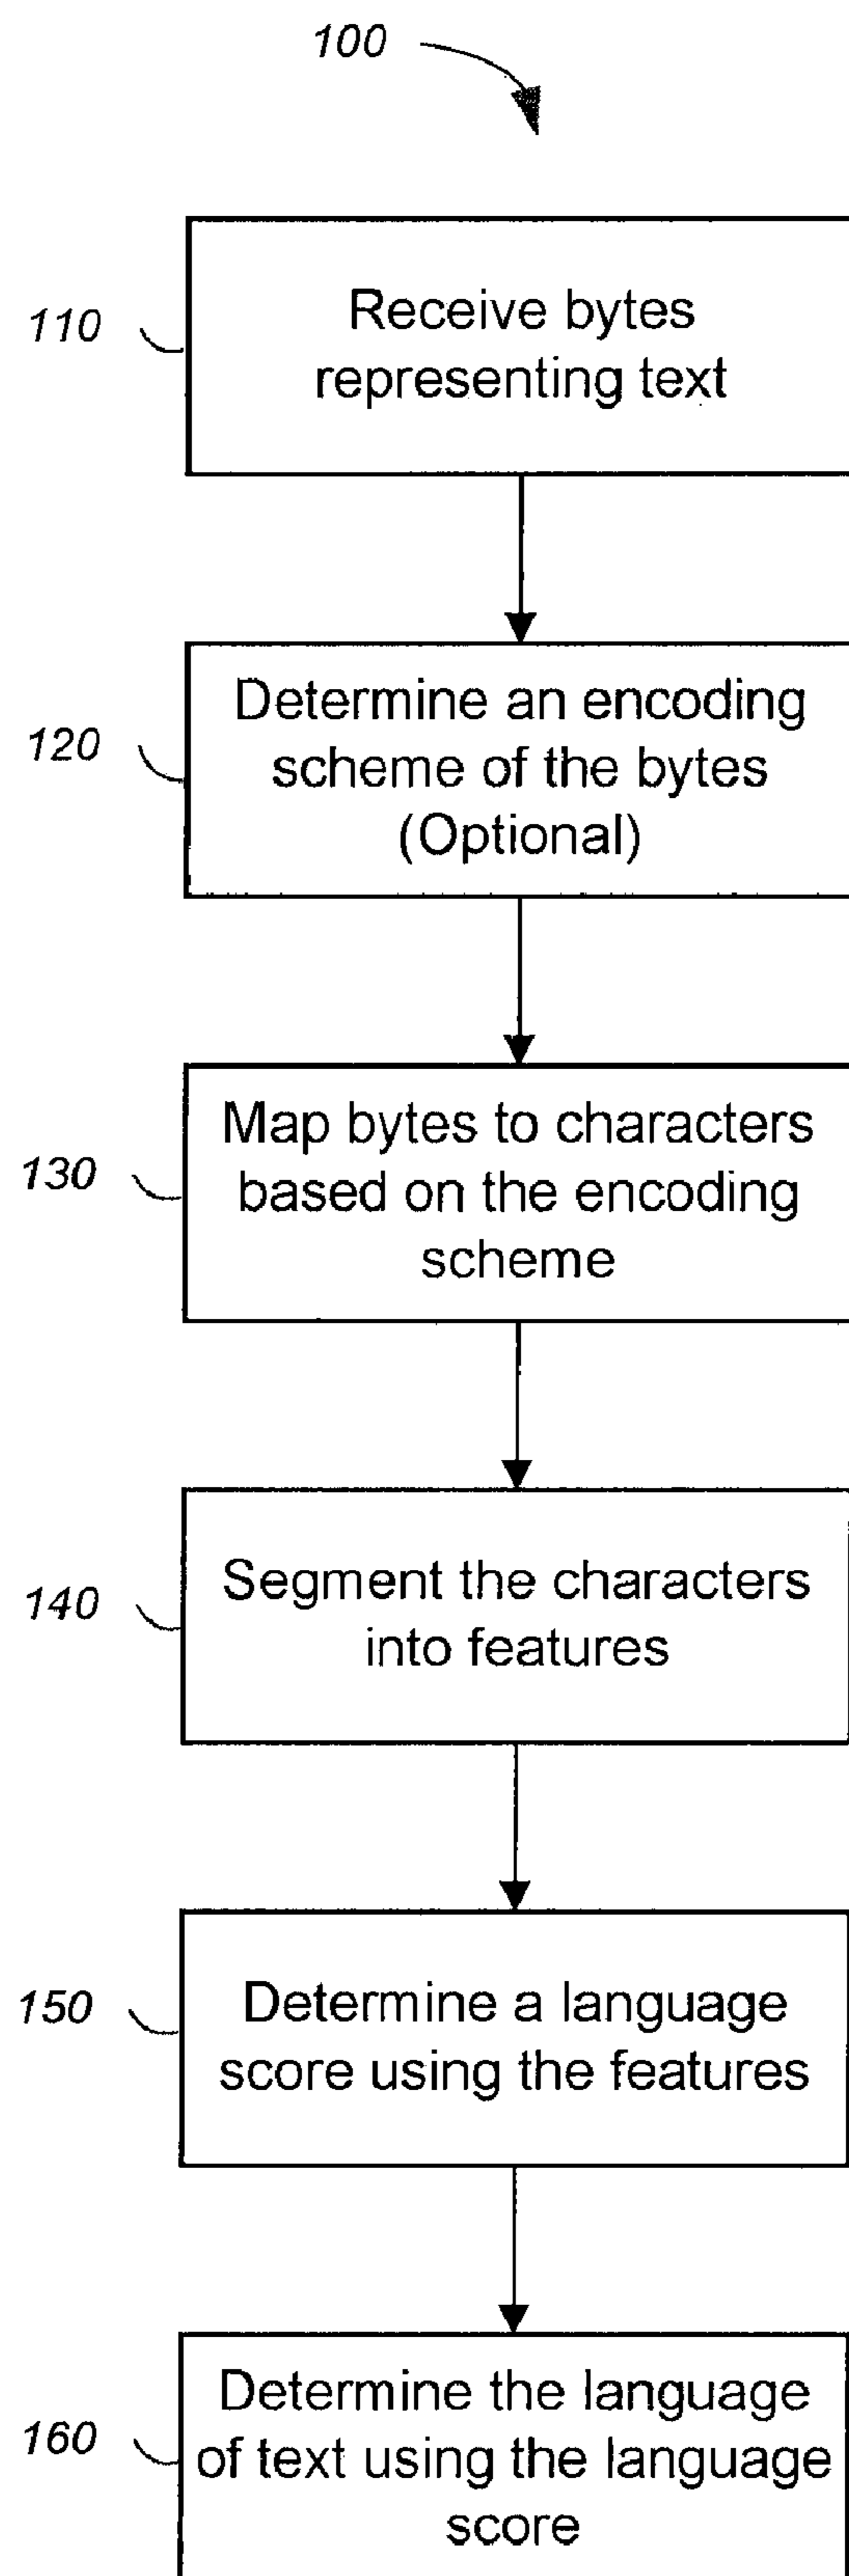 100
110
Receive bytes
representing text
120
Determine an encoding
scheme of the bytes
(Optional)
130
Map bytes to characters
based on the encoding
scheme
140
Segment the characters
into features
150
Determine a language
score using the features
160
Determine the language
of text using the language
score